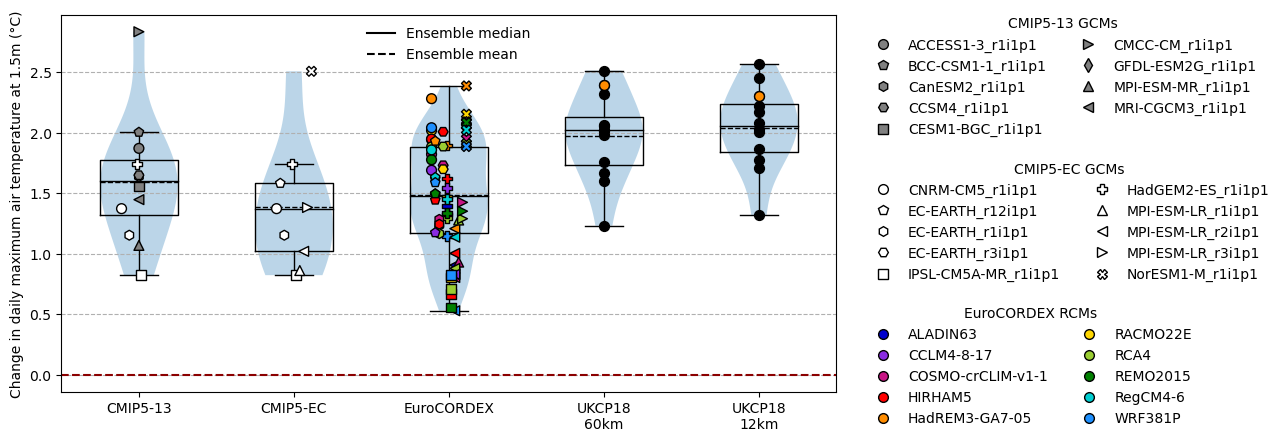 Change in daily maximum air temperature at 1.5m (°C)
2.5
2.0
1.5
1.0
0.5
0.0
Ensemble median
Ensemble mean
CMIP5-13
CMIP5-EC
EuroCORDEX
UKCP18
60km
UKCP18
12km
CMIP5-13 GCMs
ACCESS1-3_r1i1p1
BCC-CSM1-1_r1i1p1
CanESM2_r1i1p1
CCSM4_r1i1p1
CESM1-BGC_r1i1p1
CMCC-CM_r1i1p1
GFDL-ESM2G_r1i1p1
MPI-ESM-MR_r1i1p1
MRI-CGCM3_r1i1p1
CMIP5-EC GCMs
CNRM-CM5_r1i1p1
EC-EARTH_r12i1p1
EC-EARTH_r1i1p1
EC-EARTH_r3i1p1
IPSL-CM5A-MR_r1i1p1
HadGEM2-ES_r1i1p1
MPI-ESM-LR_r1i1p1
MPI-ESM-LR_r2i1p1
MPI-ESM-LR_r3i1p1
NorESM1-M_r1i1p1
EuroCORDEX RCMs
ALADIN63
CCLM4-8-17
COSMO-crCLIM-v1-1
HIRHAM5
HadREM3-GA7-05
RACMO22E
RCA4
REMO2015
RegCM4-6
WRF381P